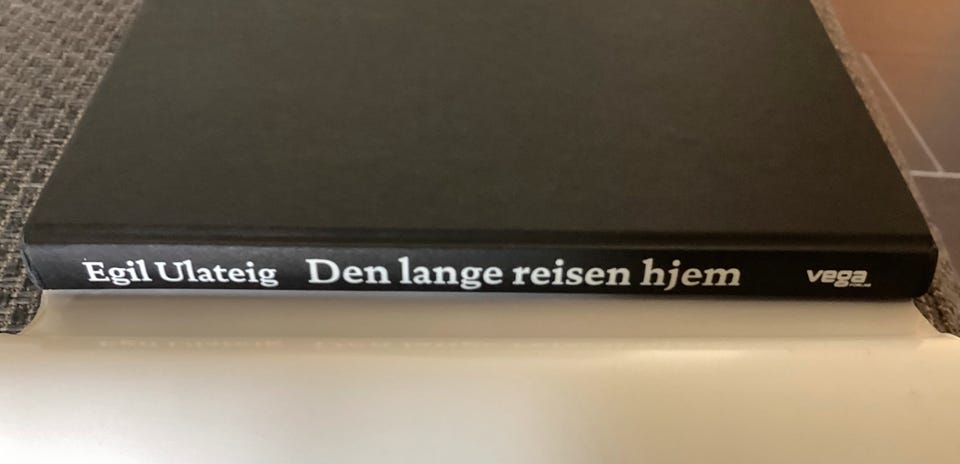 Egil Ulateig Den lange reisen hjem vega